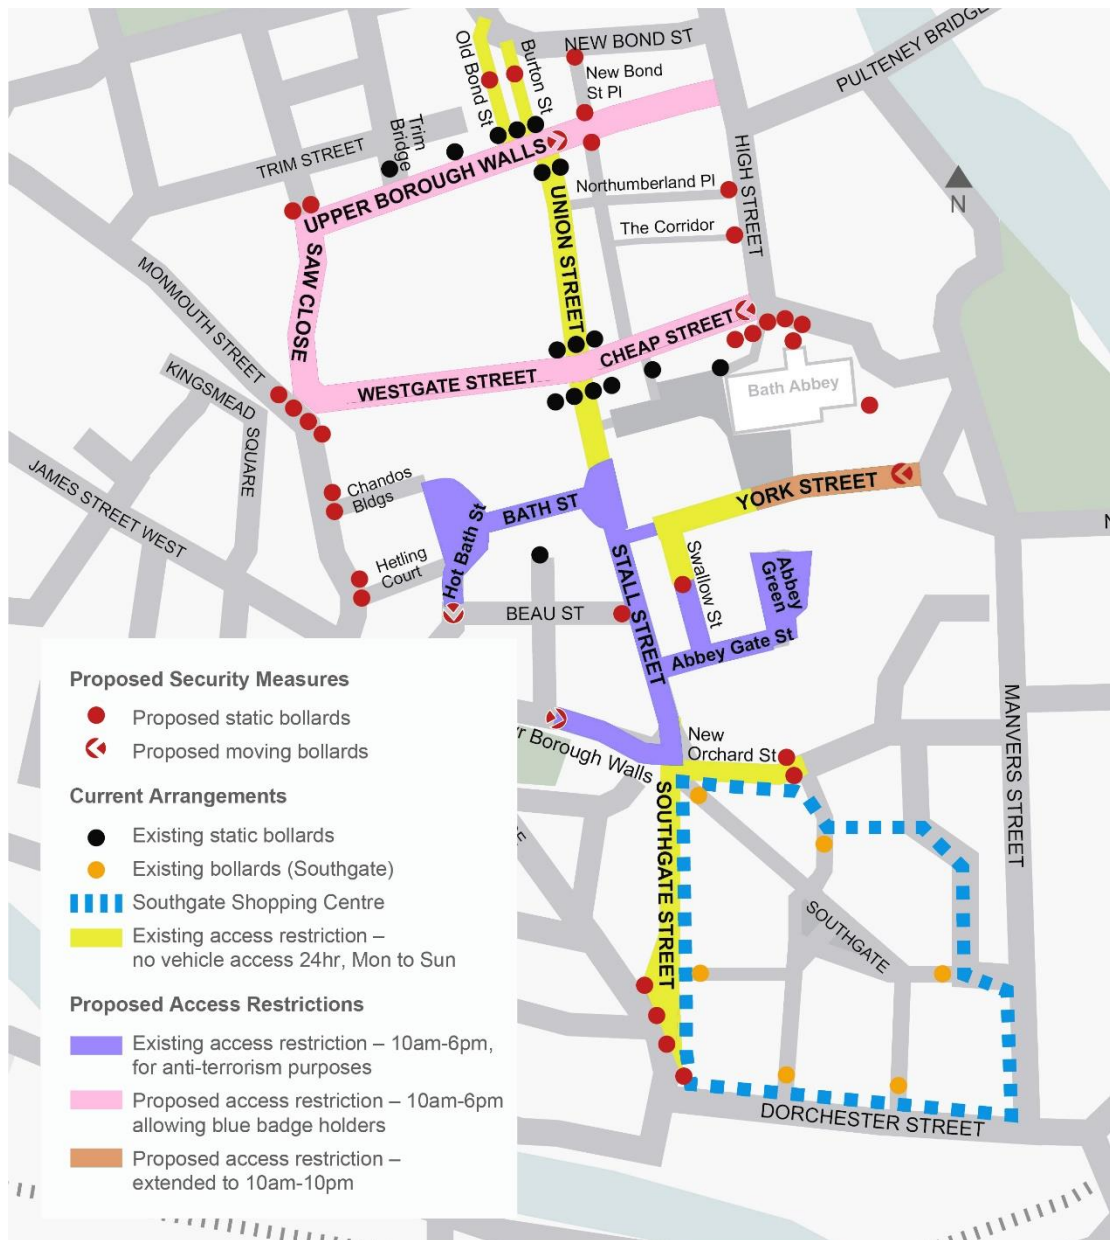 NEW BOND ST
Old Bond St
Burton St
New Bond
St Pl
PULTENEY BRIDGE
Trim
Bridge
TRIM STREET
UPPER BOROUGH WALLS
HIGH STREET
Northumberland Pl
N
UNION STREET
The Corridor
SAW CLOSE
MONMOUTH STREET
CHEAP STREET
WESTGATE STREET
Bath Abbey
KINGSMEAD
SQUARE
JAMES STREET WEST
Chandos
Bldgs
YORK STREET
BATH ST
Hot Bath St
Hetling
Court
Swallow St
Abbey
Green
BEAU ST
STALL STREET
Abbey Gate St
MANVERS STREET
New
Orchard St
Borough Walls
SOUTHGATE STREET
SOUTHGATE
DORCHESTER STREET
Proposed Security Measures
Proposed static bollards
Proposed moving bollards
Current Arrangements
Existing static bollards
Existing bollards (Southgate)
Southgate Shopping Centre
Existing access restriction –
no vehicle access 24hr, Mon to Sun
Proposed Access Restrictions
Existing access restriction – 10am-6pm,
for anti-terrorism purposes
Proposed access restriction – 10am-6pm
allowing blue badge holders
Proposed access restriction –
extended to 10am-10pm